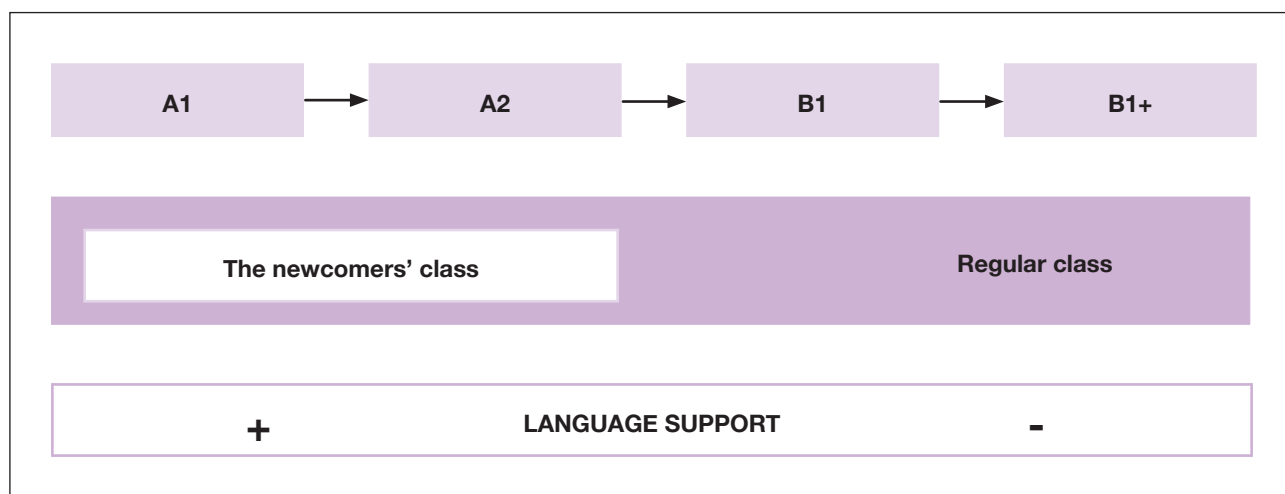 A1 A2 B1 B1+
The newcomers’ class Regular class
+ LANGUAGE SUPPORT -